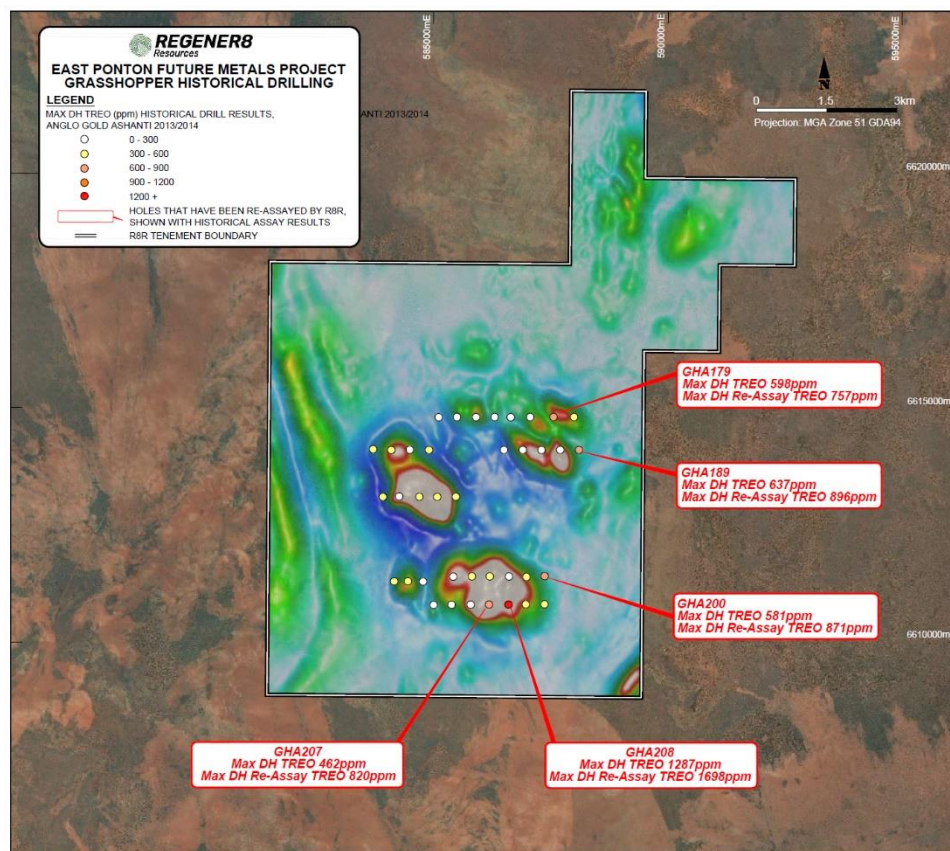 REGENER8
Resources
EAST PONTON FUTURE METALS PROJECT
GRASSHOPPER HISTORICAL DRILLING
LEGEND
MAX DH TREO (ppm) HISTORICAL DRILL RESULTS,
ANGLO GOLD ASHANTI 2013/2014
ANTI 2013/2014
0 - 300
300 - 600
600 - 900
900 - 1200
1200 +
HOLES THAT HAVE BEEN RE-ASSAYED BY R8R,
SHOWN WITH HISTORICAL ASSAY RESULTS
R8R TENEMENT BOUNDARY
585000mE
590000mE
595000mE
N
0 1.5 3km
Projection: MGA Zone 51 GDA94
6620000m
6615000m
6610000m
GHA179
Max DH TREO 598ppm
Max DH Re-Assay TREO 757ppm
GHA189
Max DH TREO 637ppm
Max DH Re-Assay TREO 896ppm
GHA200
Max DH TREO 581ppm
Max DH Re-Assay TREO 871ppm
GHA207
Max DH TREO 462ppm
Max DH Re-Assay TREO 820ppm
GHA208
Max DH TREO 1287ppm
Max DH Re-Assay TREO 1698ppm